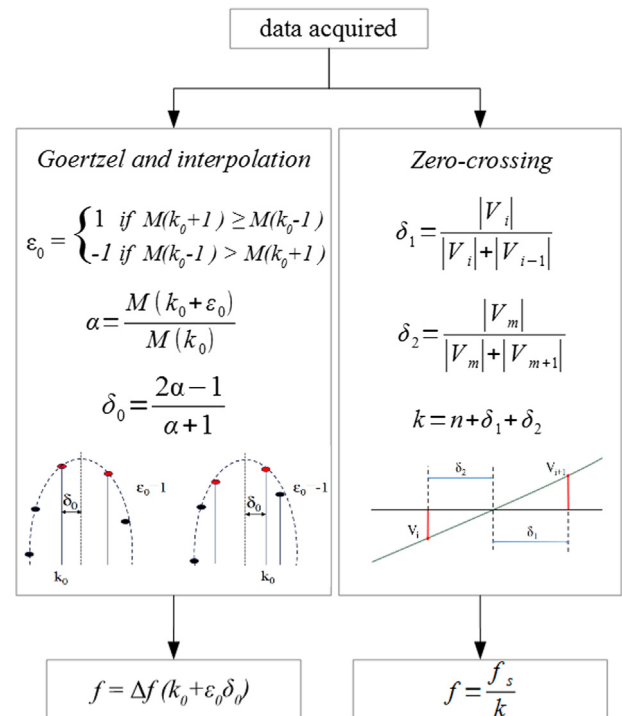 data acquired
Goertzel and interpolation
ε₀ = { 1 if M(k₀+1) ≥ M(k₀-1)
-1 if M(k₀-1) > M(k₀+1)
α = M(k₀+ε₀) / M(k₀)
δ₀ = 2α−1 / α+1
ε₀ 1
δ₀
k₀
ε₀ -1
δ₀
k₀
f = Δf (k₀+ε₀δ₀)
Zero-crossing
δ₁ = |Vᵢ| / |Vᵢ|+|Vᵢ₋₁|
δ₂ = |Vₘ| / |Vₘ|+|Vₘ₊₁|
k = n+δ₁+δ₂
δ₂
Vᵢ₊₁
Vᵢ
δ₁
f = fₛ / k